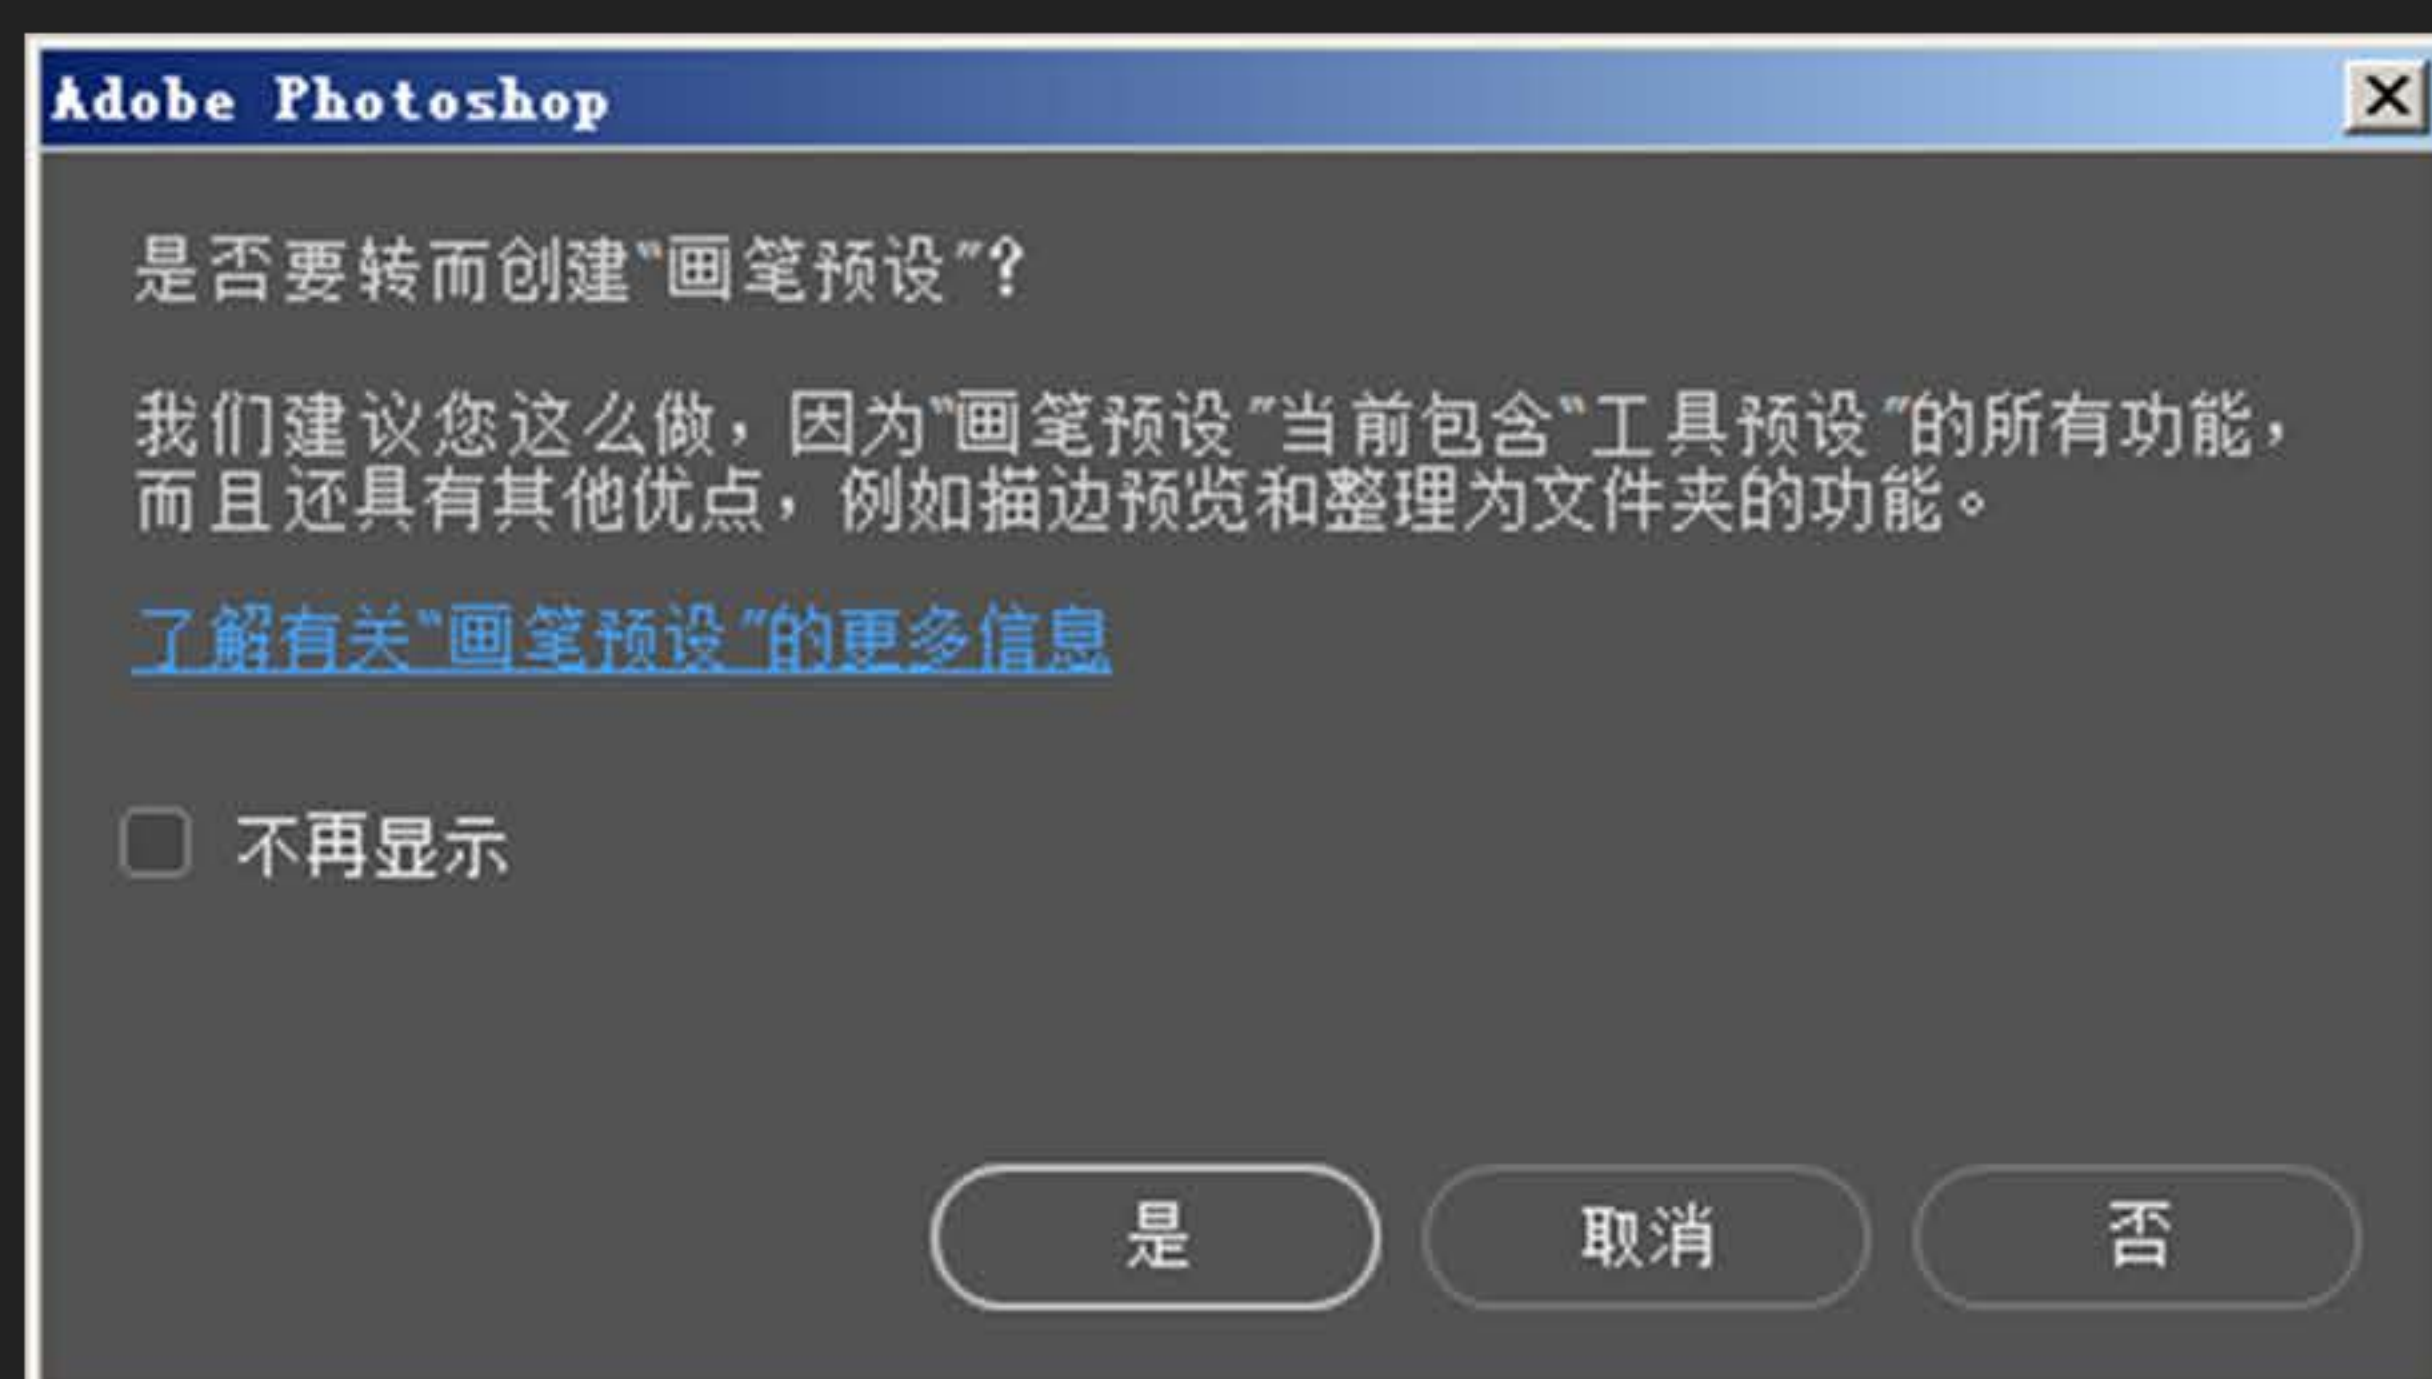 Adobe Photoshop
是否要转而创建“画笔预设”?
我们建议您这么做，因为“画笔预设”当前包含“工具预设”的所有功能，
而且还具有其他优点，例如描边预览和整理为文件夹的功能。
了解有关“画笔预设”的更多信息
不再显示
是 取消 否